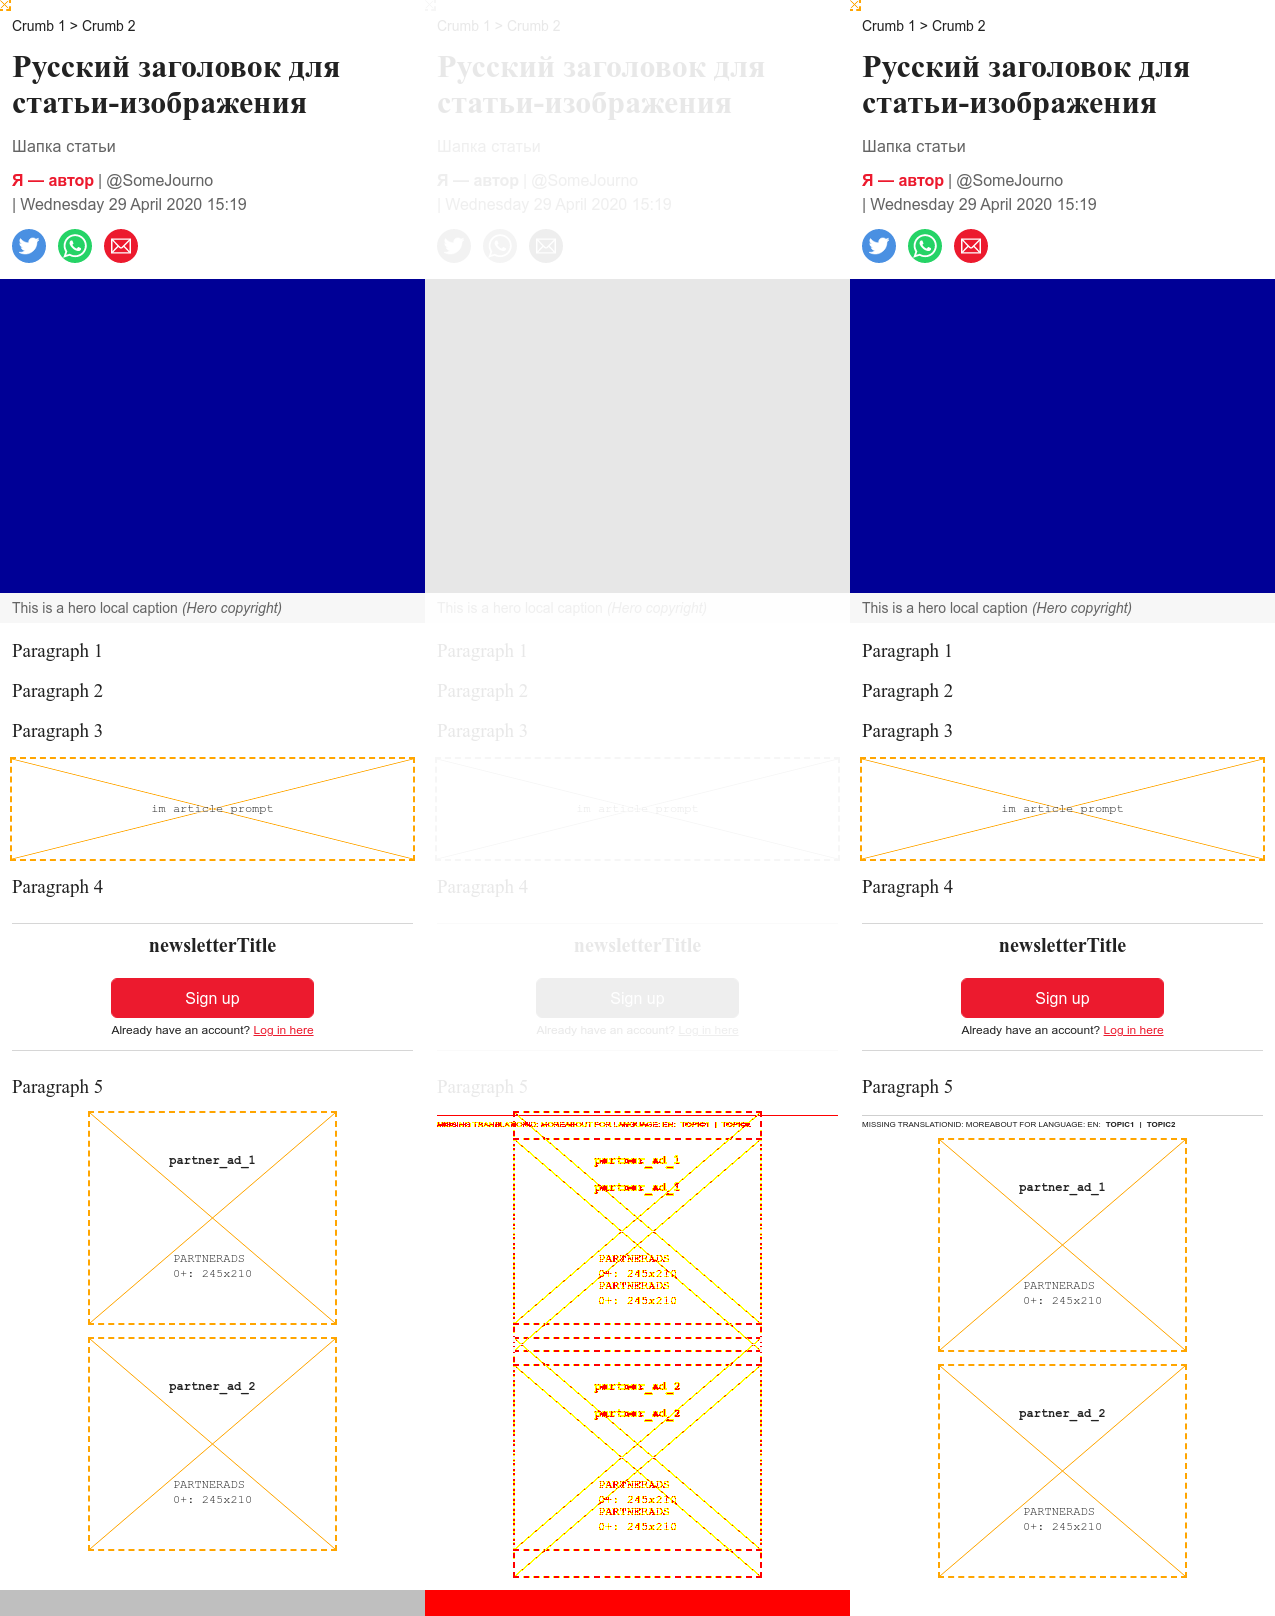 Crumb 1 > Crumb 2
Русский заголовок для
статьи-изображения
Шапка статьи
Я — автор | @SomeJourno
| Wednesday 29 April 2020 15:19
This is a hero local caption (Hero copyright)
Paragraph 1
Paragraph 2
Paragraph 3
im article prompt
Paragraph 4
newsletterTitle
Sign up
Already have an account? Log in here
Paragraph 5
partner_ad_1
PARTNERADS
0+: 245x210
partner_ad_2
PARTNERADS
0+: 245x210
Crumb 1 > Crumb 2
Русский заголовок для
статьи-изображения
Шапка статьи
Я — автор | @SomeJourno
| Wednesday 29 April 2020 15:19
This is a hero local caption (Hero copyright)
Paragraph 1
Paragraph 2
Paragraph 3
im article prompt
Paragraph 4
newsletterTitle
Sign up
Already have an account? Log in here
Paragraph 5
MISSING TRANSLATIONID: MOREABOUT FOR LANGUAGE: EN: TOPIC1 | TOPIC2
partner_ad_1
partner_ad_1
PARTNERADS
0+: 245x210
PARTNERADS
0+: 245x210
partner_ad_2
partner_ad_2
PARTNERADS
0+: 245x210
PARTNERADS
0+: 245x210
Crumb 1 > Crumb 2
Русский заголовок для
статьи-изображения
Шапка статьи
Я — автор | @SomeJourno
| Wednesday 29 April 2020 15:19
This is a hero local caption (Hero copyright)
Paragraph 1
Paragraph 2
Paragraph 3
im article prompt
Paragraph 4
newsletterTitle
Sign up
Already have an account? Log in here
Paragraph 5
MISSING TRANSLATIONID: MOREABOUT FOR LANGUAGE: EN: TOPIC1 | TOPIC2
partner_ad_1
PARTNERADS
0+: 245x210
partner_ad_2
PARTNERADS
0+: 245x210